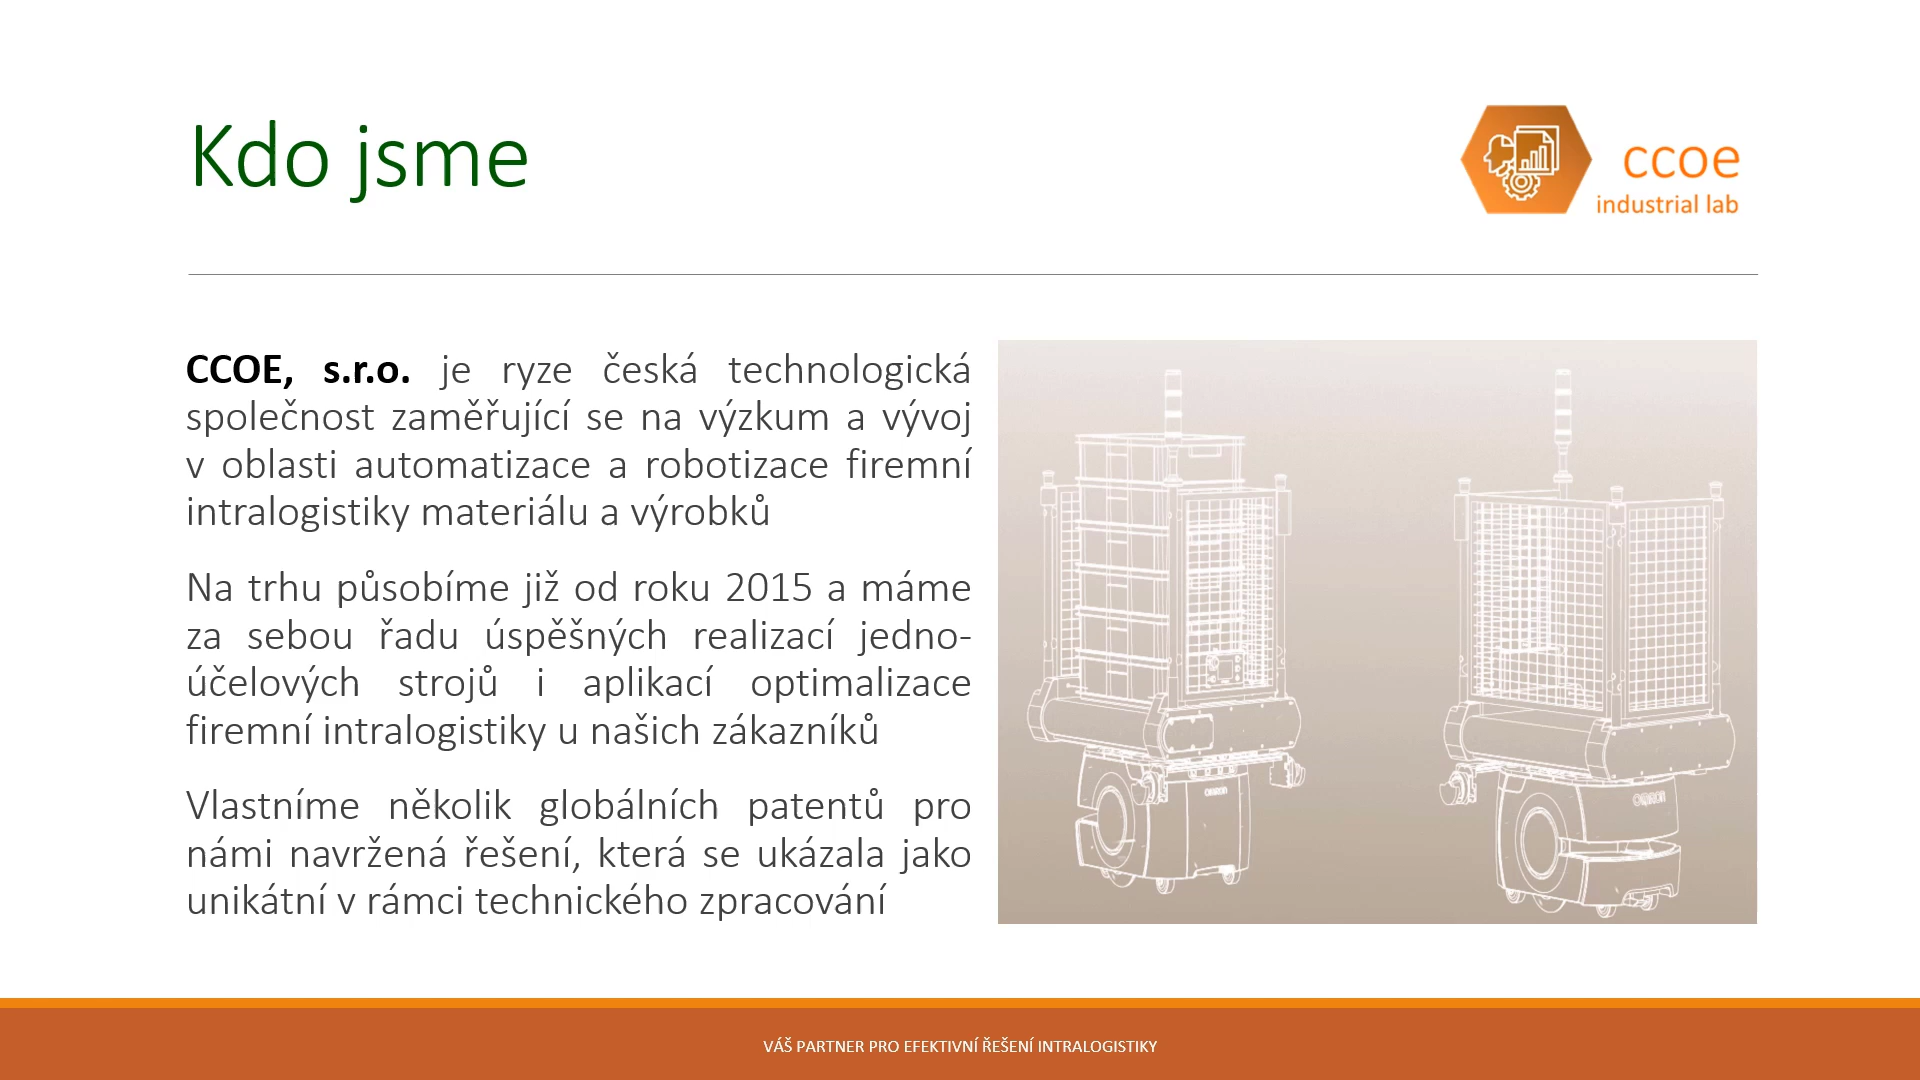 Kdo jsme
ccoe
industrial lab
CCOE, s.r.o. je ryze česká technologická
společnost zaměřující se na výzkum a vývoj
v oblasti automatizace a robotizace firemní
intralogistiky materiálu a výrobků
Na trhu působíme již od roku 2015 a máme
za sebou řadu úspěšných realizací jedno-
účelových strojů i aplikací optimalizace
firemní intralogistiky u našich zákazníků
Vlastníme několik globálních patentů pro
námi navržená řešení, která se ukázala jako
unikátní v rámci technického zpracování
OMRON
OMRON
VÁŠ PARTNER PRO EFEKTIVNÍ ŘEŠENÍ INTRALOGISTIKY